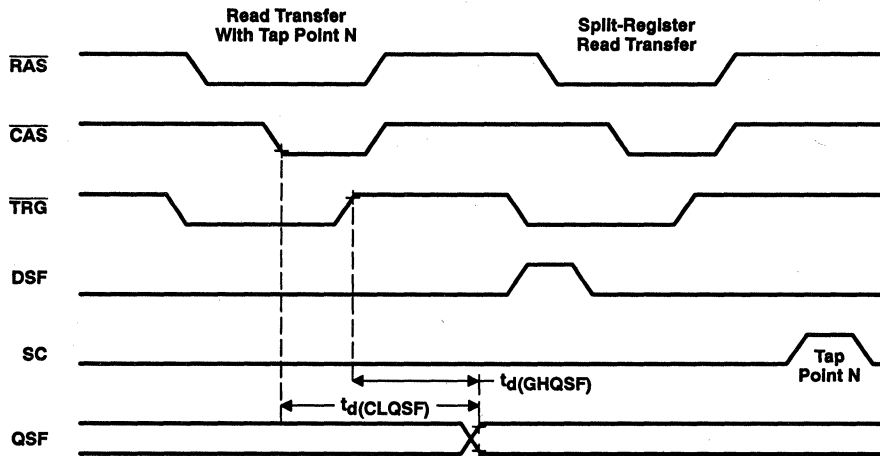 Read Transfer
With Tap Point N
Split-Register
Read Transfer
RAS
CAS
TRG
DSF
SC
Tap
Point N
td(GHQSF)
td(CLQSF)
QSF